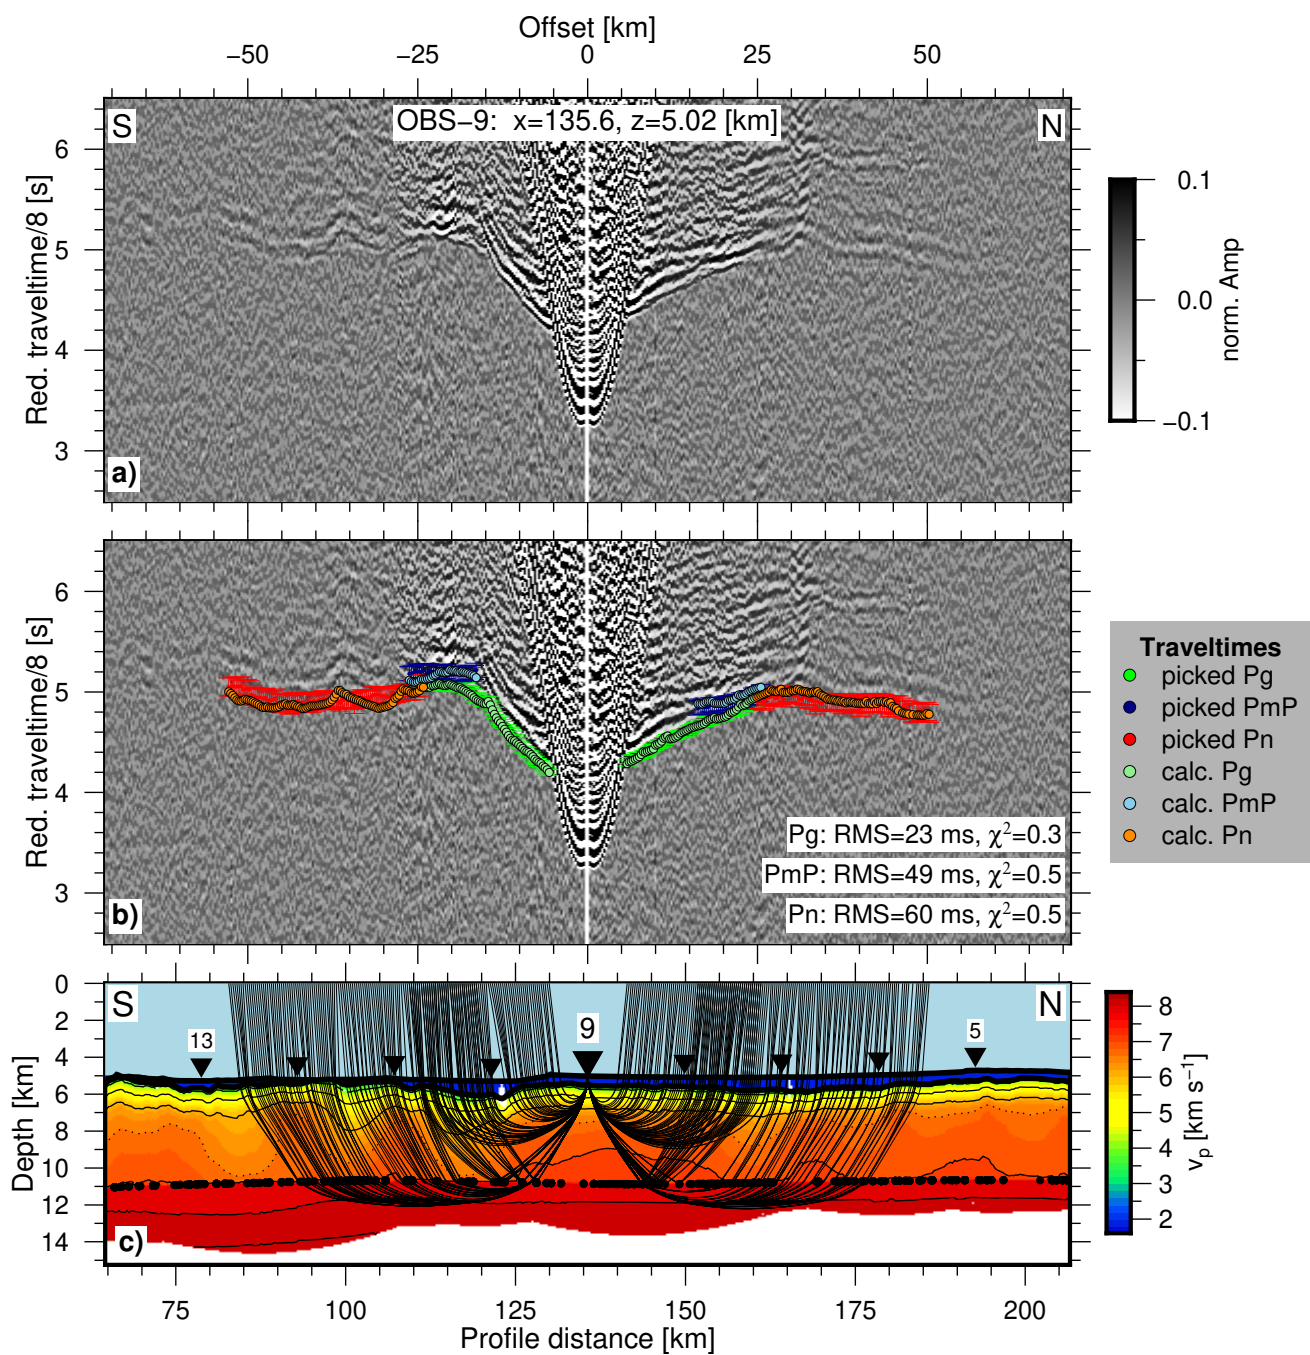 Offset [km]
−50 −25 0 25 50
S
OBS−9: x=135.6, z=5.02 [km]
N
6
5
4
3
Red. traveltime/8 [s]
a)
0.1
0.0
−0.1
norm. Amp
6
5
4
3
Red. traveltime/8 [s]
b)
Pg: RMS=23 ms, χ²=0.3
PmP: RMS=49 ms, χ²=0.5
Pn: RMS=60 ms, χ²=0.5
Traveltimes
picked Pg
picked PmP
picked Pn
calc. Pg
calc. PmP
calc. Pn
S
N
13
9
5
0
2
4
6
8
10
12
14
Depth [km]
c)
8
7
6
5
4
3
2
vp [km s⁻¹]
75 100 125 150 175 200
Profile distance [km]